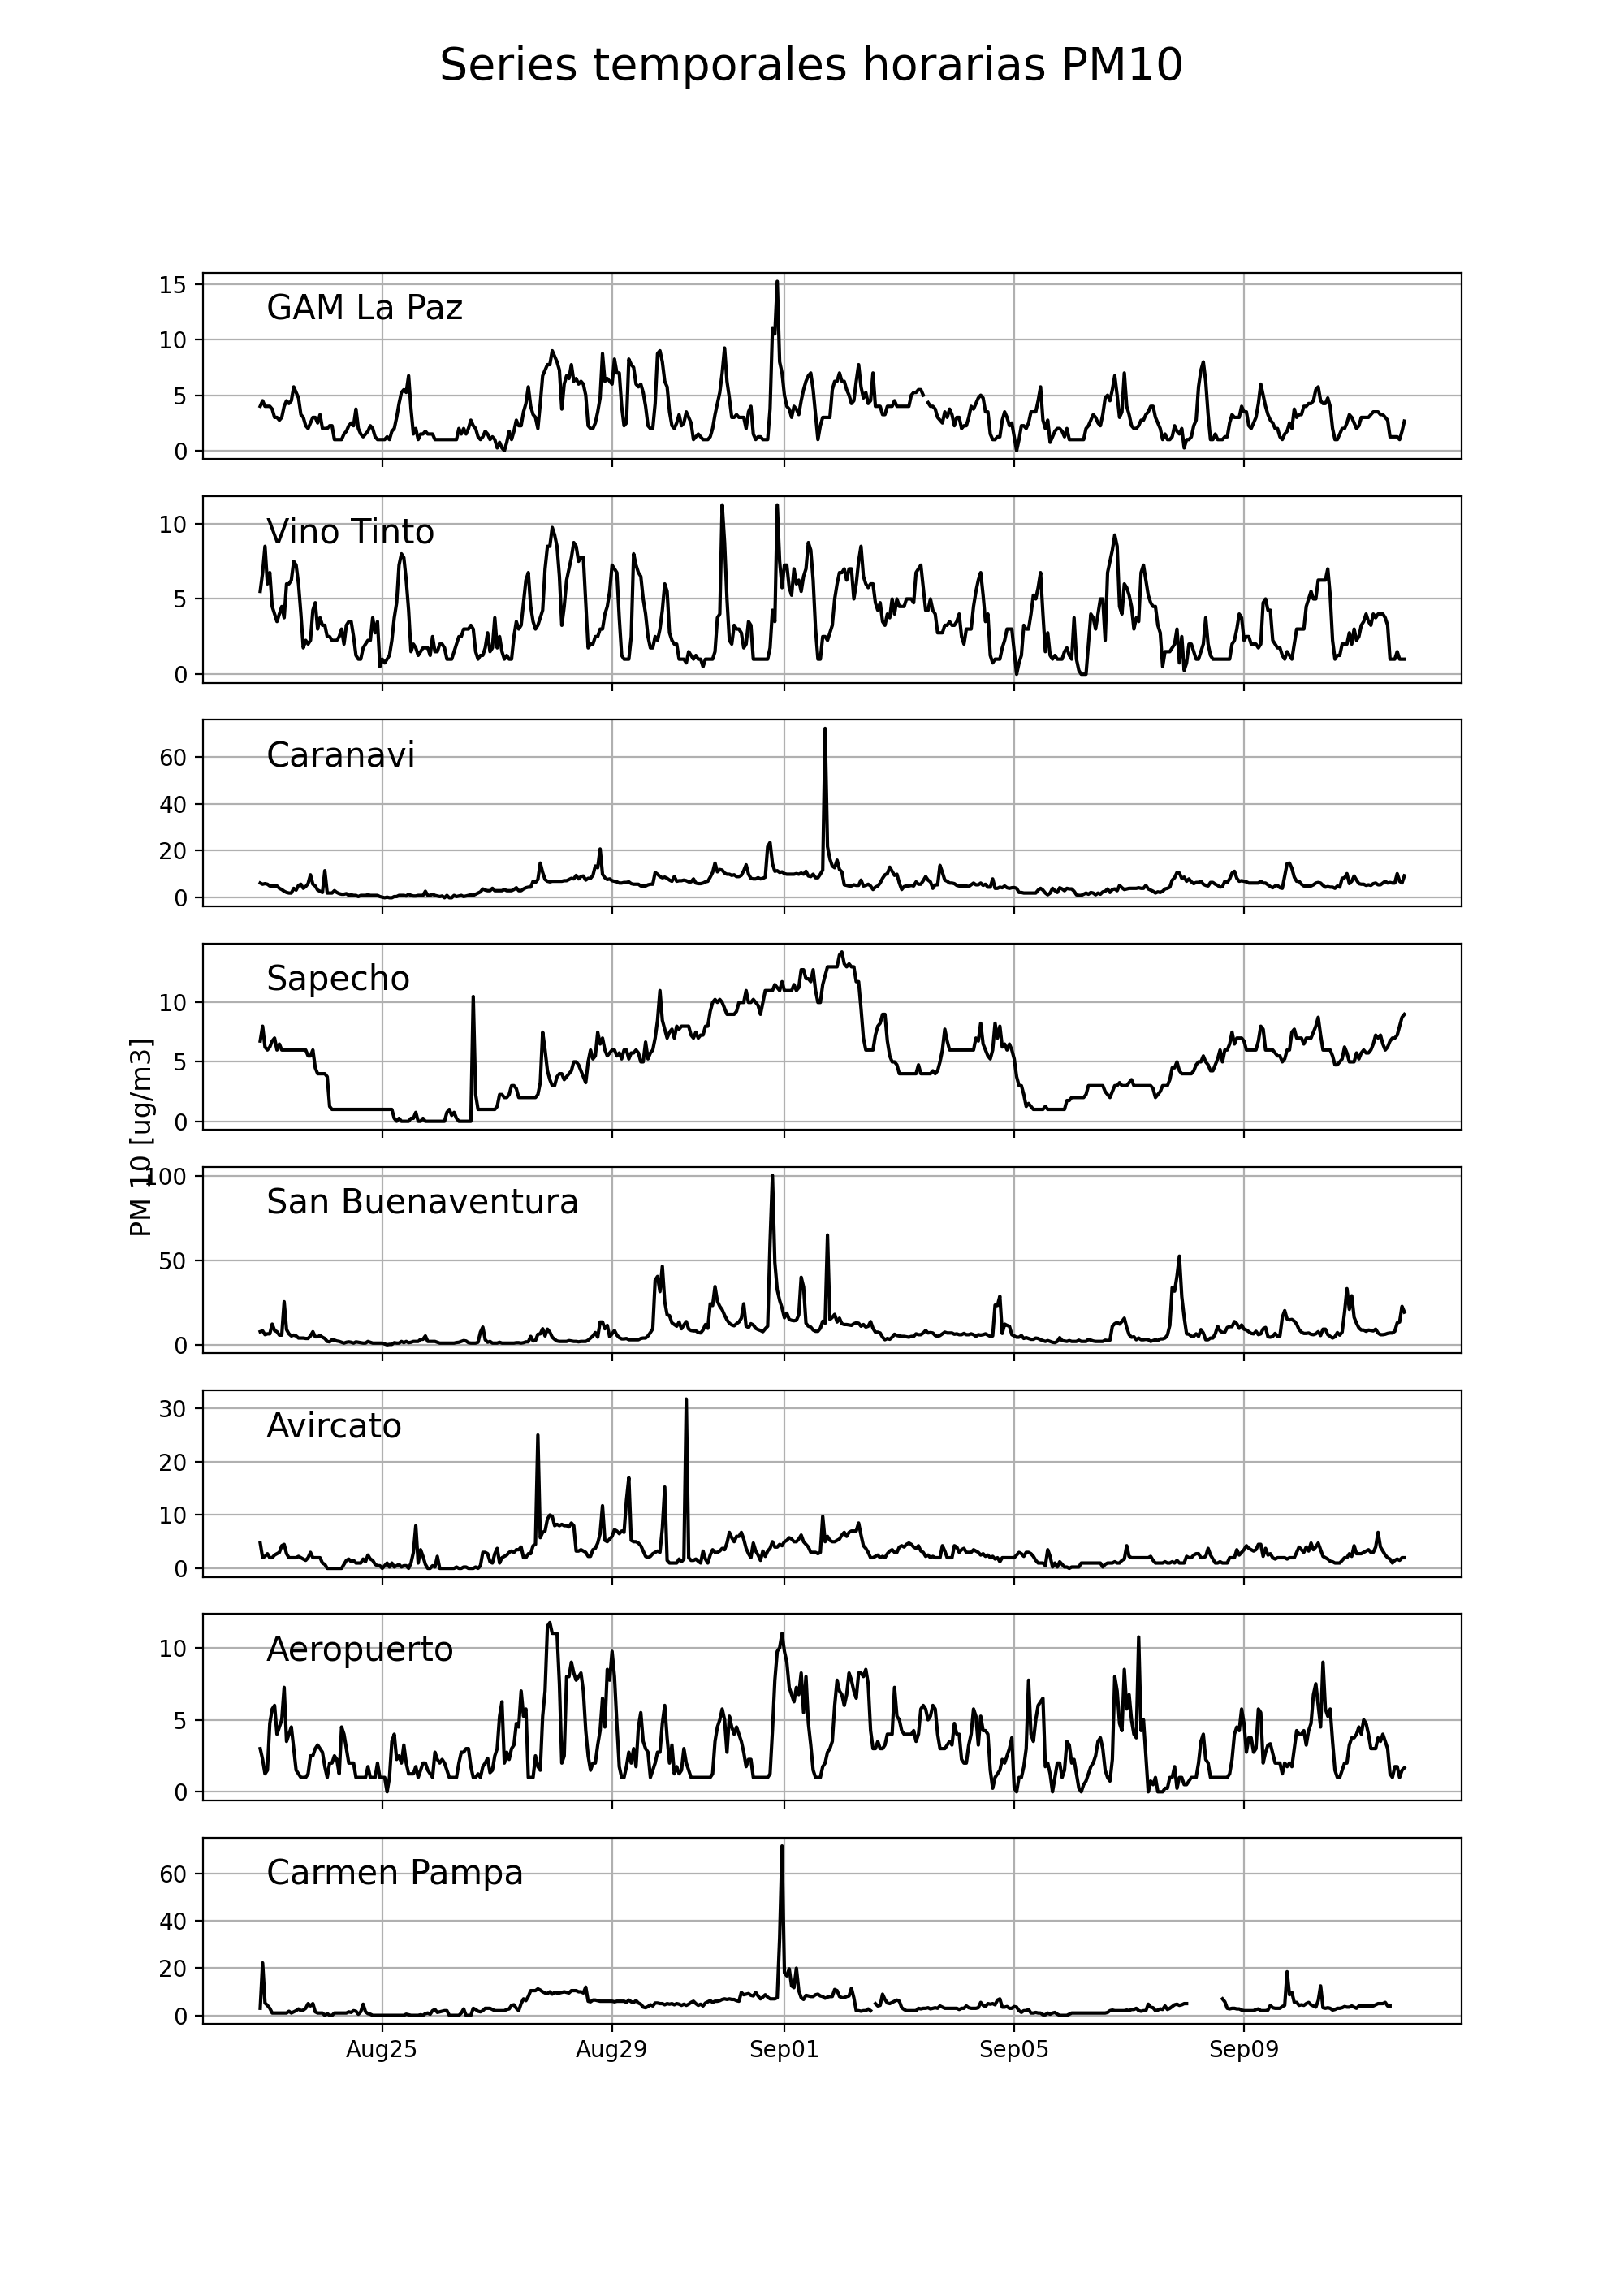 Series temporales horarias PM10
GAM La Paz
15
10
5
0
Vino Tinto
10
5
0
Caranavi
60
40
20
0
Sapecho
10
5
0
PM 10 [ug/m3]
San Buenaventura
100
50
0
Avircato
30
20
10
0
Aeropuerto
10
5
0
Carmen Pampa
60
40
20
0
Aug25 Aug29 Sep01 Sep05 Sep09